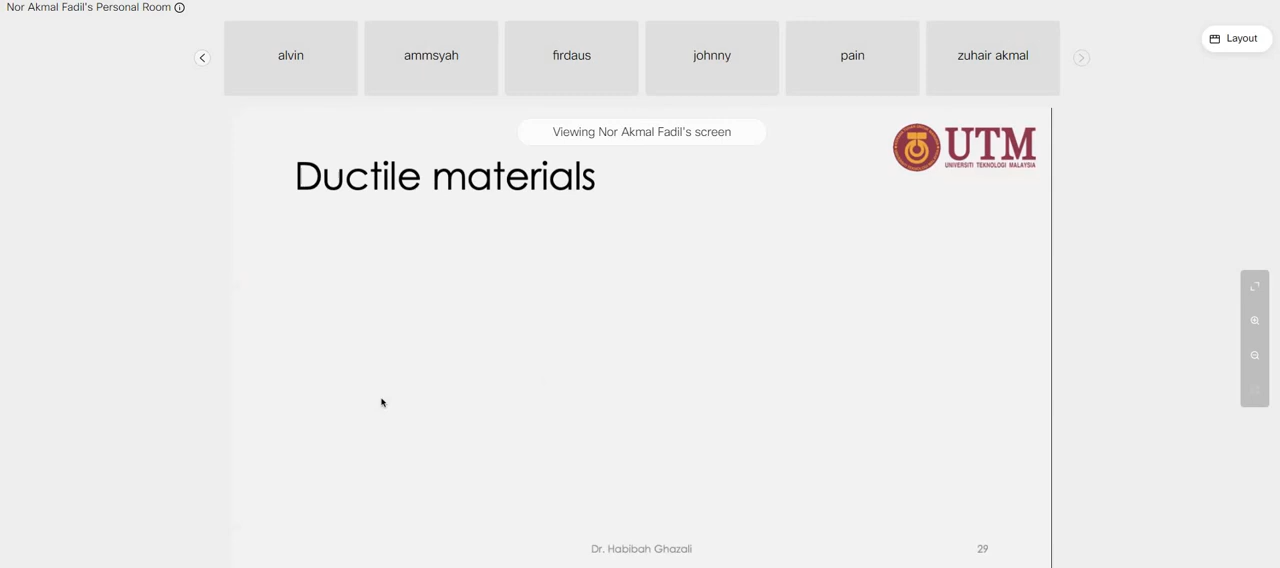 Nor Akmal Fadil's Personal Room
Layout
alvin
ammsyah
firdaus
johnny
pain
zuhair akmal
Viewing Nor Akmal Fadil's screen
UTM
UNIVERSITI TEKNOLOGI MALAYSIA
Ductile materials
Dr. Habibah Ghazali
29